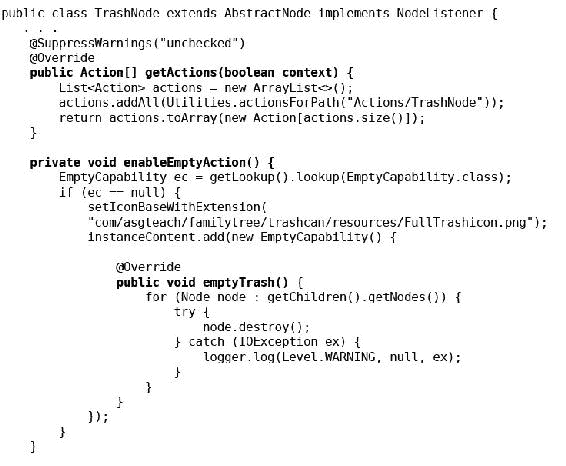 public class TrashNode extends AbstractNode implements NodeListener {
. . .
@SuppressWarnings("unchecked")
@Override
public Action[] getActions(boolean context) {
List<Action> actions = new ArrayList<>();
actions.addAll(Utilities.actionsForPath("Actions/TrashNode"));
return actions.toArray(new Action[actions.size()]);
}
private void enableEmptyAction() {
EmptyCapability ec = getLookup().lookup(EmptyCapability.class);
if (ec == null) {
setIconBaseWithExtension(
"com/asgteach/familytree/trashcan/resources/FullTrashicon.png");
instanceContent.add(new EmptyCapability() {
@Override
public void emptyTrash() {
for (Node node : getChildren().getNodes()) {
try {
node.destroy();
} catch (IOException ex) {
logger.log(Level.WARNING, null, ex);
}
}
}
});
}
}